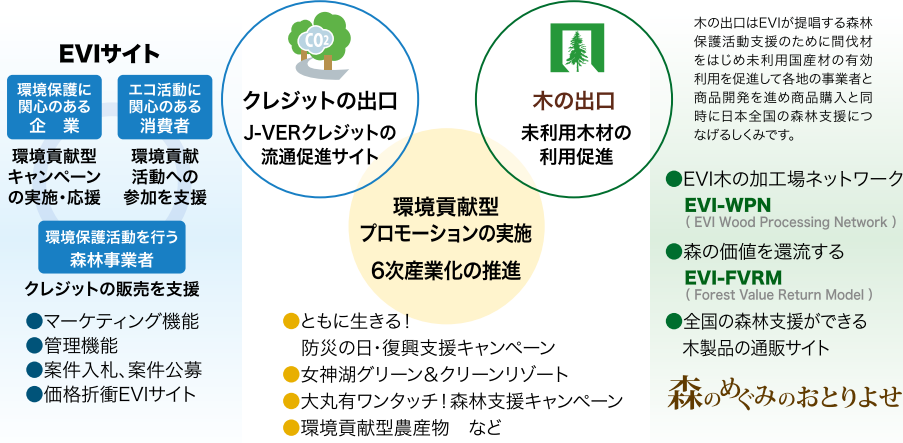 EVIサイト
環境保護に
関心のある
企　業
エコ活動に
関心のある
消費者
環境貢献型
キャンペーン
の実施・応援
環境貢献
活動への
参加を支援
環境保護活動を行う
森林事業者
クレジットの販売を支援
●マーケティング機能
●管理機能
●案件入札、案件公募
●価格折衝EVIサイト
CO2
クレジットの出口
J-VERクレジットの
流通促進サイト
木の出口
未利用木材の
利用促進
環境貢献型
プロモーションの実施
6次産業化の推進
●ともに生きる！
防災の日・復興支援キャンペーン
●女神湖グリーン＆クリーンリゾート
●大丸有ワンタッチ！森林支援キャンペーン
●環境貢献型農産物　など
木の出口はEVIが提唱する森林
保護活動支援のために間伐材
をはじめ未利用国産材の有効
利用を促進して各地の事業者と
商品開発を進め商品購入と同
時に日本全国の森林支援につ
なげるしくみです。
●EVI木の加工場ネットワーク
EVI-WPN
( EVI Wood Processing Network )
●森の価値を還流する
EVI-FVRM
( Forest Value Return Model )
●全国の森林支援ができる
木製品の通販サイト
森のめぐみのおとりよせ